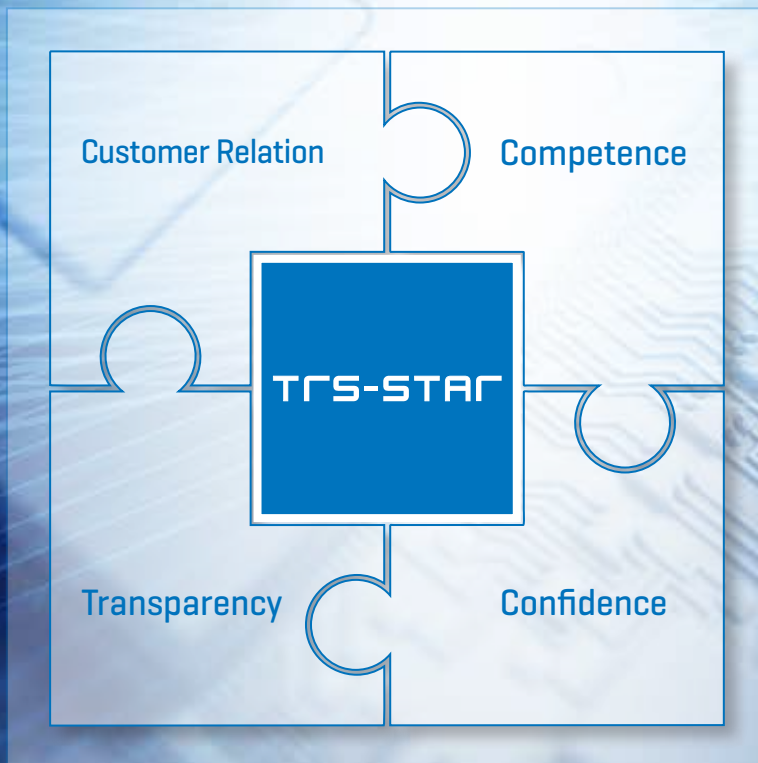 Customer Relation
Competence
TRS-STAR
Transparency
Confidence